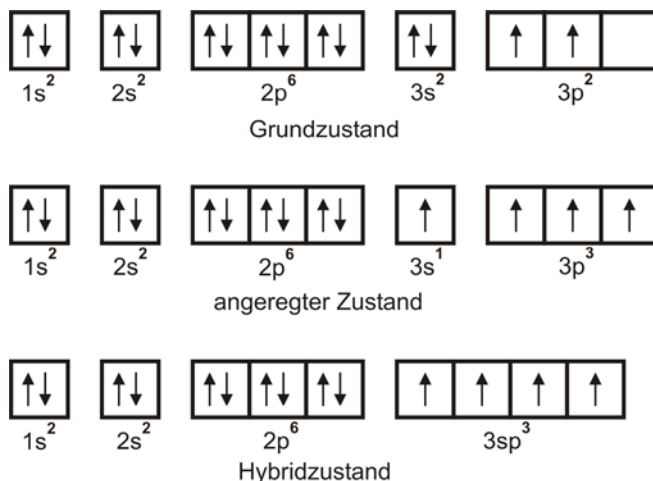 1s² 2s² 2p⁶ 3s² 3p²
Grundzustand
1s² 2s² 2p⁶ 3s¹ 3p³
angeregter Zustand
1s² 2s² 2p⁶ 3sp³
Hybridzustand